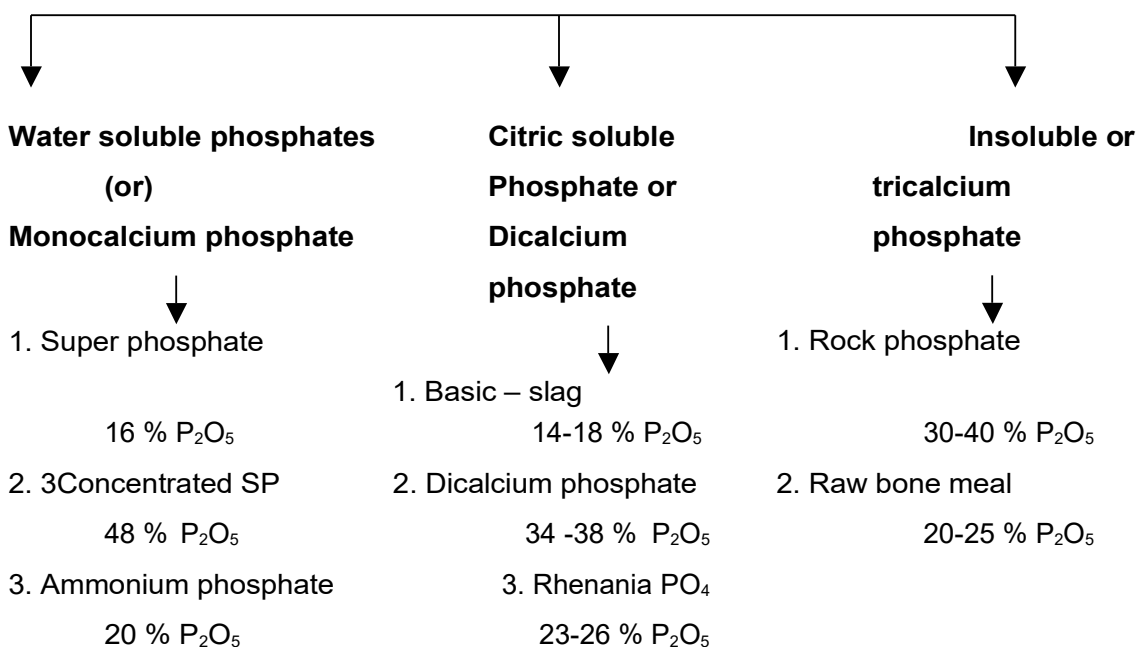 Water soluble phosphates
(or)
Monocalcium phosphate
1. Super phosphate
16 % P₂O₅
2. 3Concentrated SP
48 % P₂O₅
3. Ammonium phosphate
20 % P₂O₅
Citric soluble
Phosphate or
Dicalcium
phosphate
1. Basic – slag
14-18 % P₂O₅
2. Dicalcium phosphate
34 -38 % P₂O₅
3. Rhenania PO₄
23-26 % P₂O₅
Insoluble or
tricalcium
phosphate
1. Rock phosphate
30-40 % P₂O₅
2. Raw bone meal
20-25 % P₂O₅